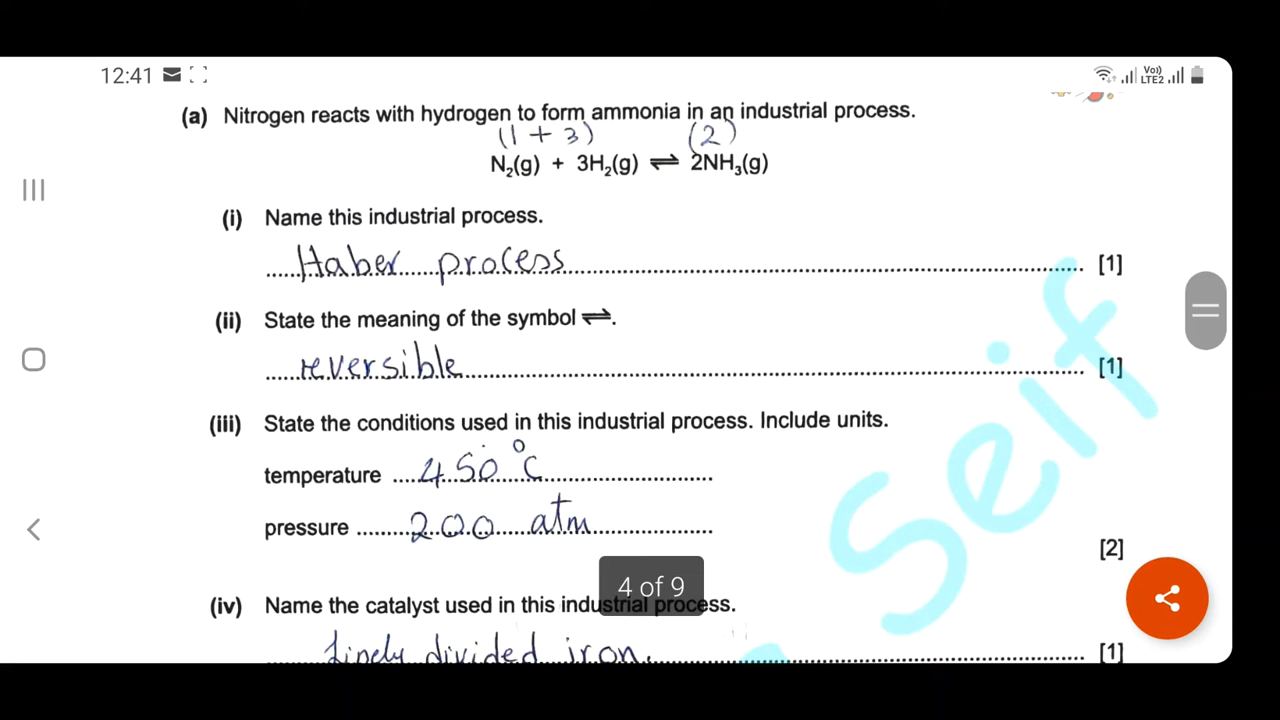 12:41
Vo) LTE2
(a) Nitrogen reacts with hydrogen to form ammonia in an industrial process.
(1 + 3) (2)
N₂(g) + 3H₂(g) ⇌ 2NH₃(g)
(i) Name this industrial process.
Haber process [1]
(ii) State the meaning of the symbol ⇌.
reversible [1]
(iii) State the conditions used in this industrial process. Include units.
temperature 450 °C
pressure 200 atm
[2]
4 of 9
(iv) Name the catalyst used in this industrial process.
finely divided iron. [1]
Seif